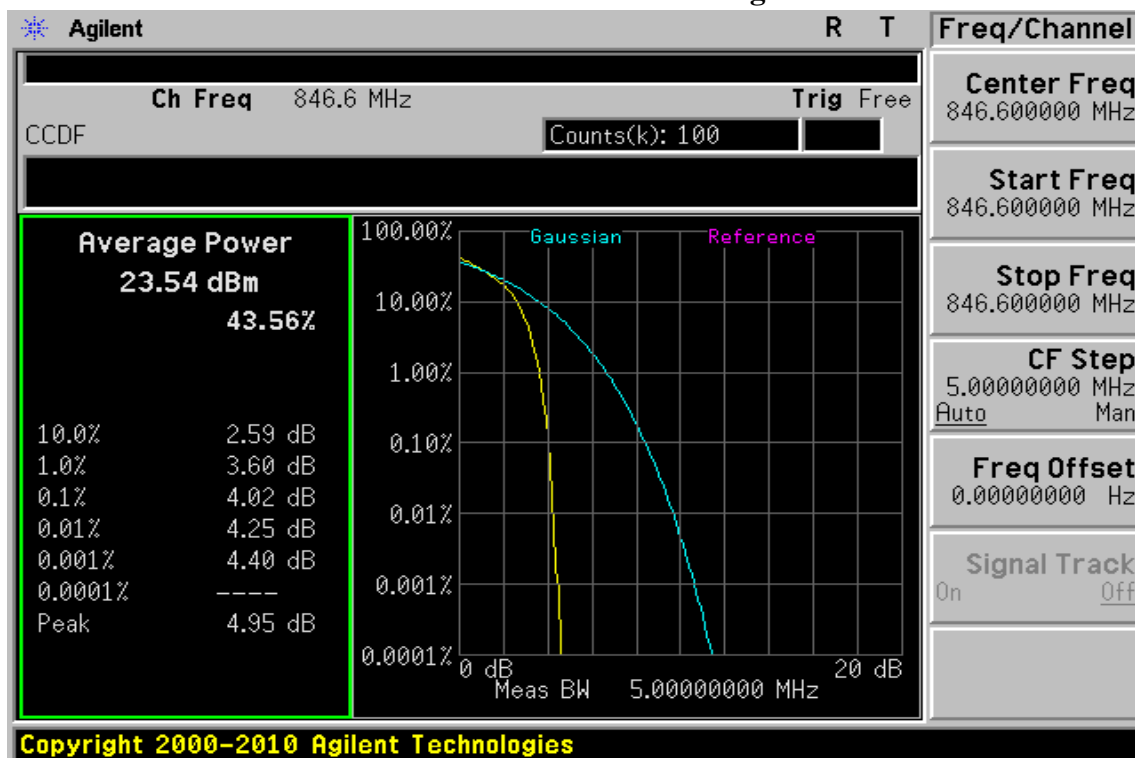 Agilent R T
Ch Freq 846.6 MHz Trig Free
CCDF Counts(k): 100
Average Power
23.54 dBm
43.56%
10.0% 2.59 dB
1.0% 3.60 dB
0.1% 4.02 dB
0.01% 4.25 dB
0.001% 4.40 dB
0.0001% ----
Peak 4.95 dB
Gaussian Reference
100.00%
10.00%
1.00%
0.10%
0.01%
0.001%
0.0001%
0 dB 20 dB
Meas BW 5.00000000 MHz
Freq/Channel
Center Freq
846.600000 MHz
Start Freq
846.600000 MHz
Stop Freq
846.600000 MHz
CF Step
5.00000000 MHz
Auto Man
Freq Offset
0.00000000 Hz
Signal Track
On Off
Copyright 2000-2010 Agilent Technologies